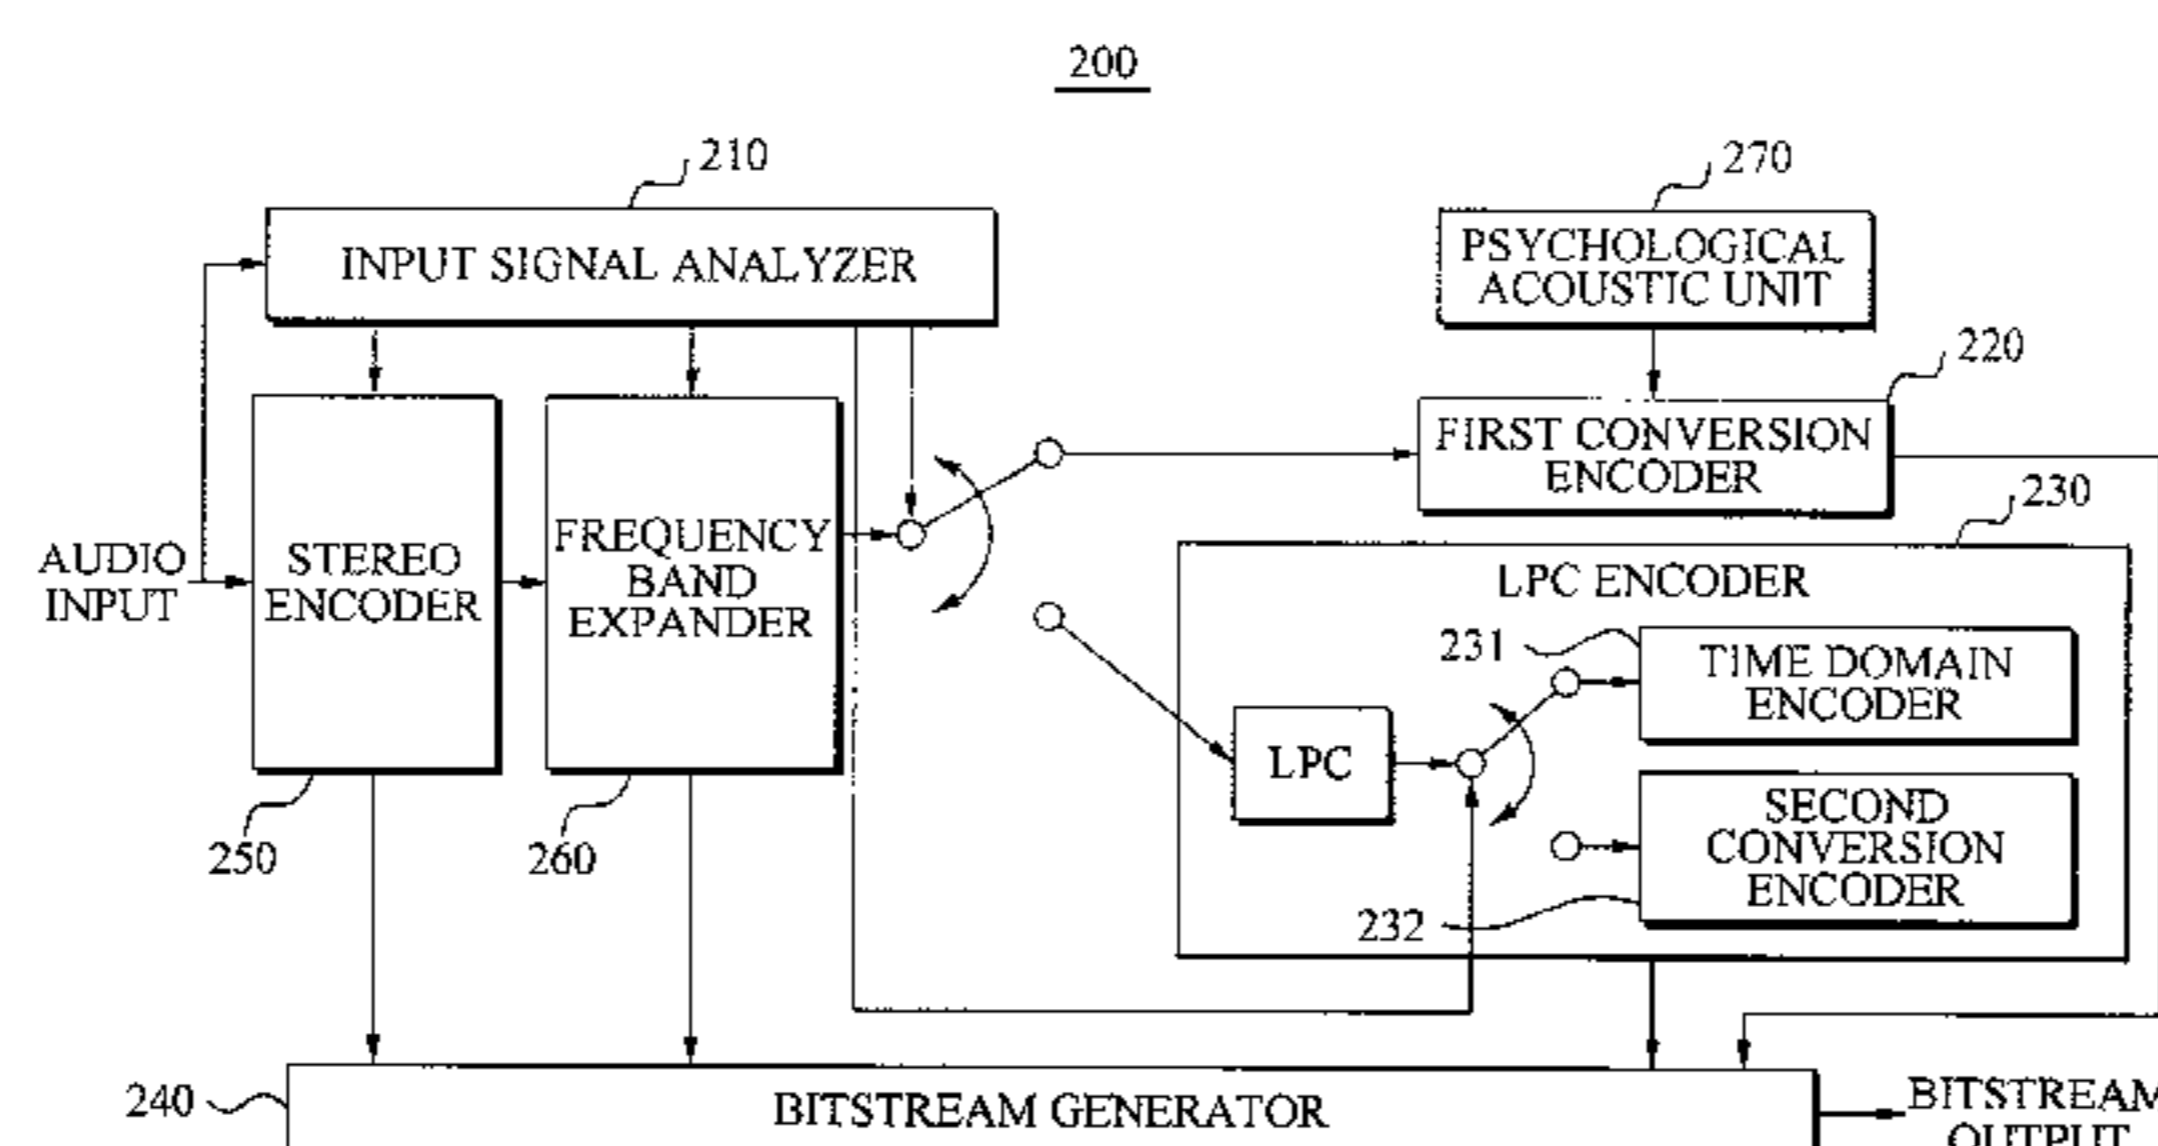 200
210
270
INPUT SIGNAL ANALYZER
PSYCHOLOGICAL
ACOUSTIC UNIT
220
FIRST CONVERSION
ENCODER
230
AUDIO
INPUT
STEREO
ENCODER
FREQUENCY
BAND
EXPANDER
LPC ENCODER
231
TIME DOMAIN
ENCODER
LPC
SECOND
CONVERSION
ENCODER
232
250
260
240
BITSTREAM GENERATOR
BITSTREAM
OUTPUT